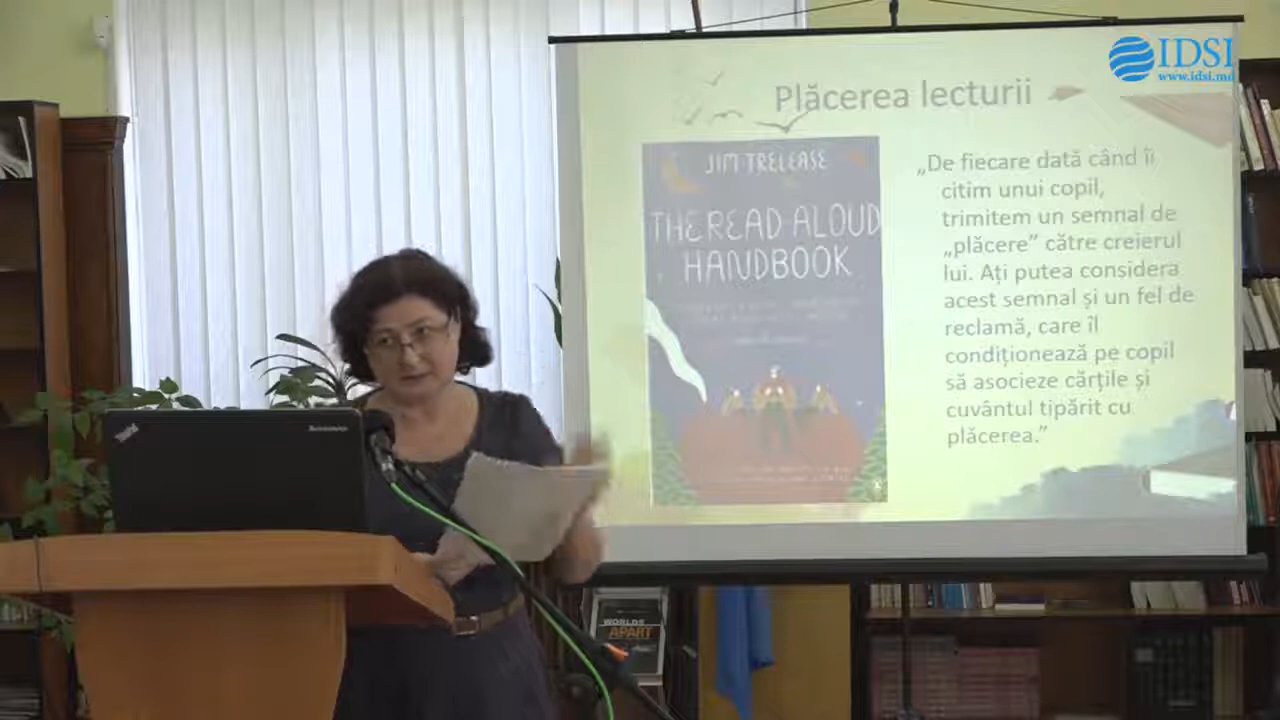 IDSI
www.idsi.md
Plăcerea lecturii
JIM TRELEASE
THE READ-ALOUD
HANDBOOK
„De fiecare dată când îi
citim unui copil,
trimitem un semnal de
„plăcere” către creierul
lui. Ați putea considera
acest semnal și un fel de
reclamă, care îl
condiționează pe copil
să asocieze cărțile și
cuvântul tipărit cu
plăcerea.”
ThinkPad
WORLDS
APART